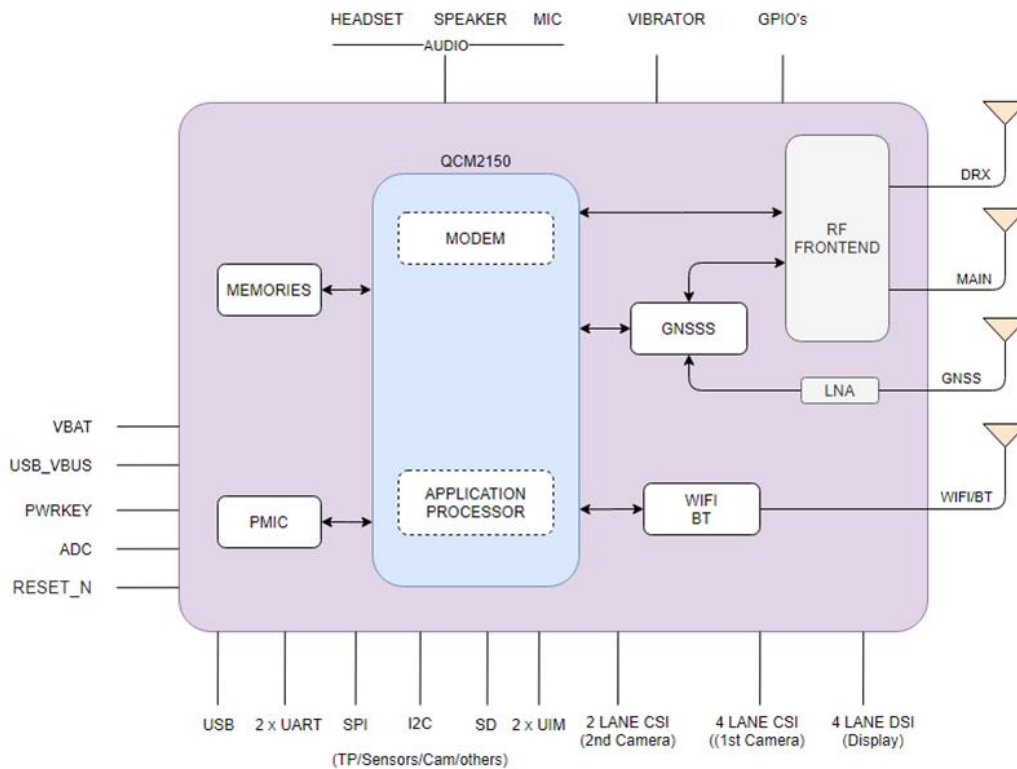 HEADSET SPEAKER MIC
AUDIO
VIBRATOR
GPIO's
QCM2150
MODEM
MEMORIES
GNSSS
RF
FRONTEND
LNA
DRX
MAIN
GNSS
WIFI/BT
APPLICATION
PROCESSOR
WIFI
BT
PMIC
VBAT
USB_VBUS
PWRKEY
ADC
RESET_N
USB
2 x UART
SPI
I2C
SD
2 x UIM
(TP/Sensors/Cam/others)
2 LANE CSI
(2nd Camera)
4 LANE CSI
((1st Camera)
4 LANE DSI
(Display)